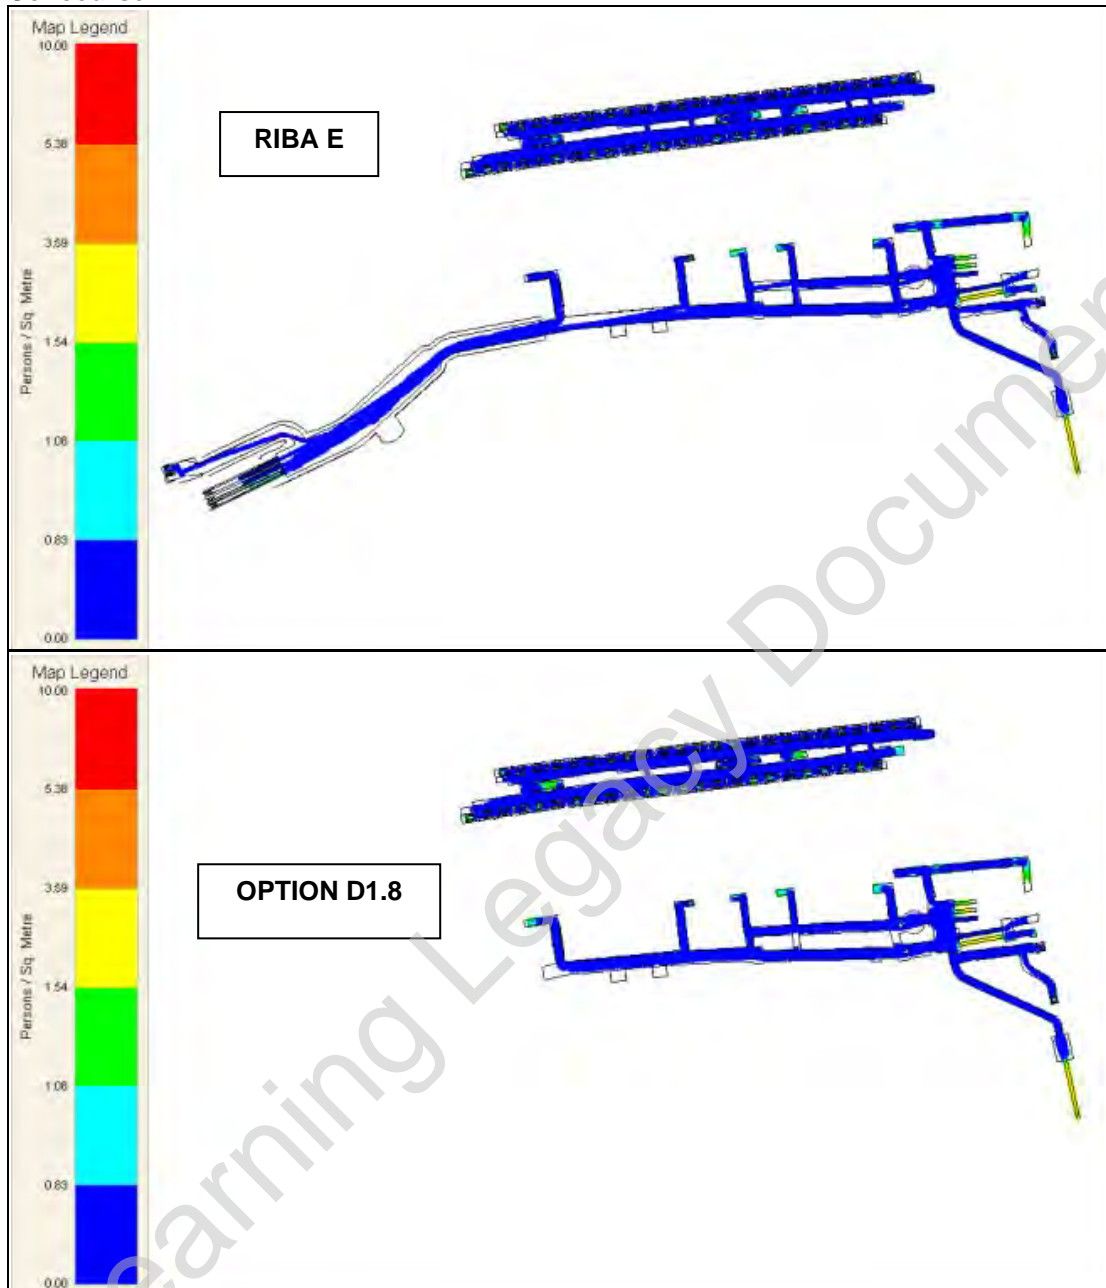 Map Legend
10.00
5.38
3.59
1.54
1.08
0.83
0.00
Persons / Sq. Metre
RIBA E
Map Legend
10.00
5.38
3.59
1.54
1.08
0.83
0.00
Persons / Sq. Metre
OPTION D1.8
earning Legacy Documen